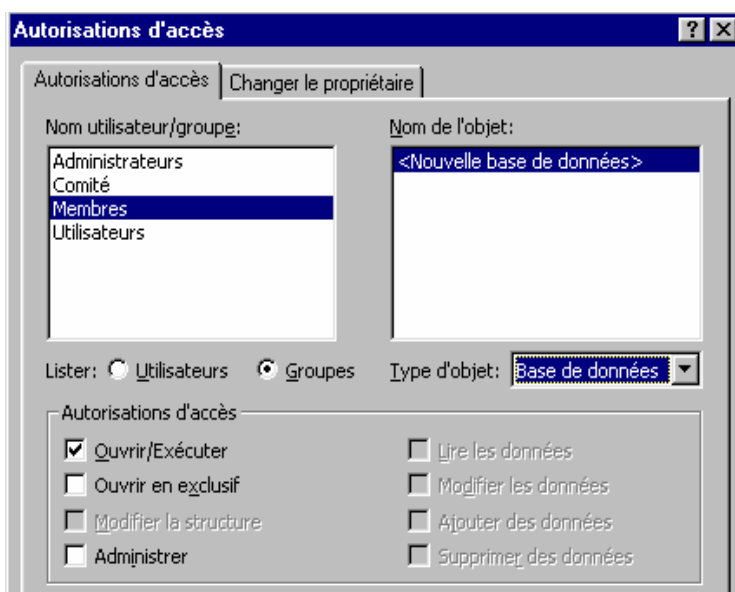 Autorisations d'accès
Autorisations d'accès
Changer le propriétaire
Nom utilisateur/groupe:
Administrateurs
Comité
Membres
Utilisateurs
Nom de l'objet:
<Nouvelle base de données>
Lister: Utilisateurs Groupes
Type d'objet: Base de données
Autorisations d'accès
Ouvrir/Exécuter
Ouvrir en exclusif
Modifier la structure
Administrer
Lire les données
Modifier les données
Ajouter des données
Supprimer des données